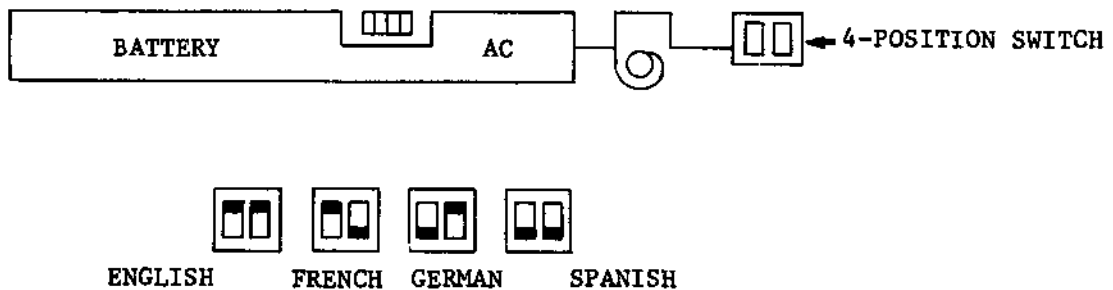 BATTERY AC 4-POSITION SWITCH
ENGLISH FRENCH GERMAN SPANISH